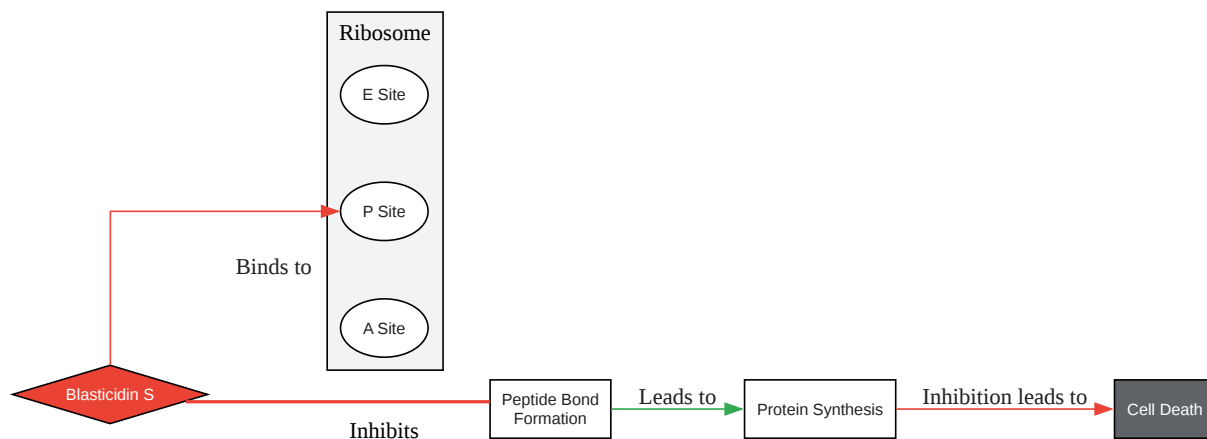 Ribosome
E Site
P Site
Binds to
A Site
Blasticidin S
Inhibits
Peptide Bond
Formation
Leads to
Protein Synthesis
Inhibition leads to
Cell Death